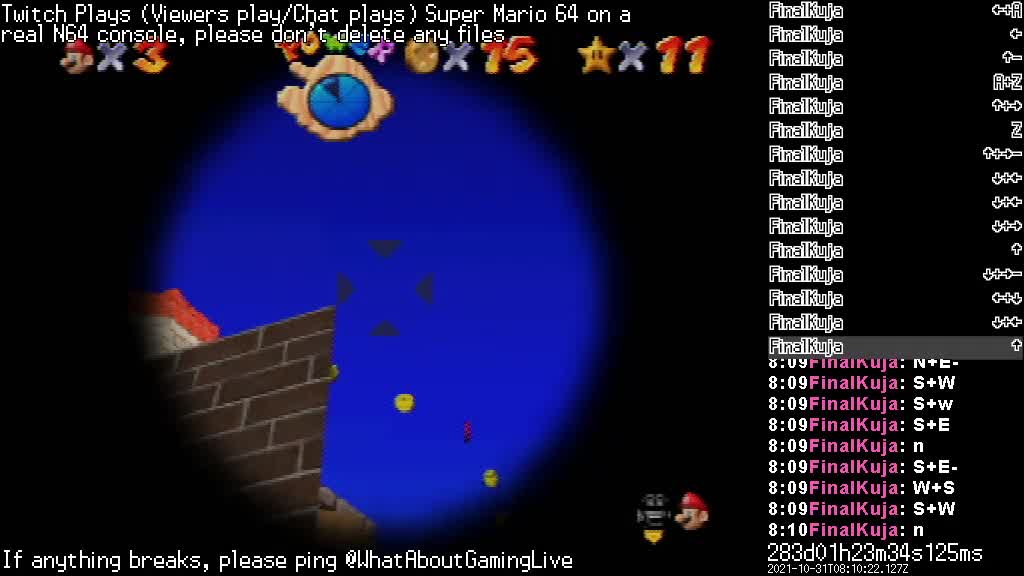 Twitch Plays (Viewers play/Chat plays) Super Mario 64 on a
real N64 console, please don't delete any files
×3
×15
×11
FinalKuja ←→A
FinalKuja ←
FinalKuja ↑-
FinalKuja A+Z
FinalKuja ↑+→
FinalKuja Z
FinalKuja ↑+→-
FinalKuja ↓+←
FinalKuja ↓+←
FinalKuja ↓+→
FinalKuja ↑
FinalKuja ↓+→-
FinalKuja ←+↓
FinalKuja ↓+←
FinalKuja ↑
8:09FinalKuja: N+E-
8:09FinalKuja: S+W
8:09FinalKuja: S+w
8:09FinalKuja: S+E
8:09FinalKuja: n
8:09FinalKuja: S+E-
8:09FinalKuja: W+S
8:09FinalKuja: S+W
8:10FinalKuja: n
If anything breaks, please ping @WhatAboutGamingLive
283d01h23m34s125ms
2021-10-31T08:10:22.127Z